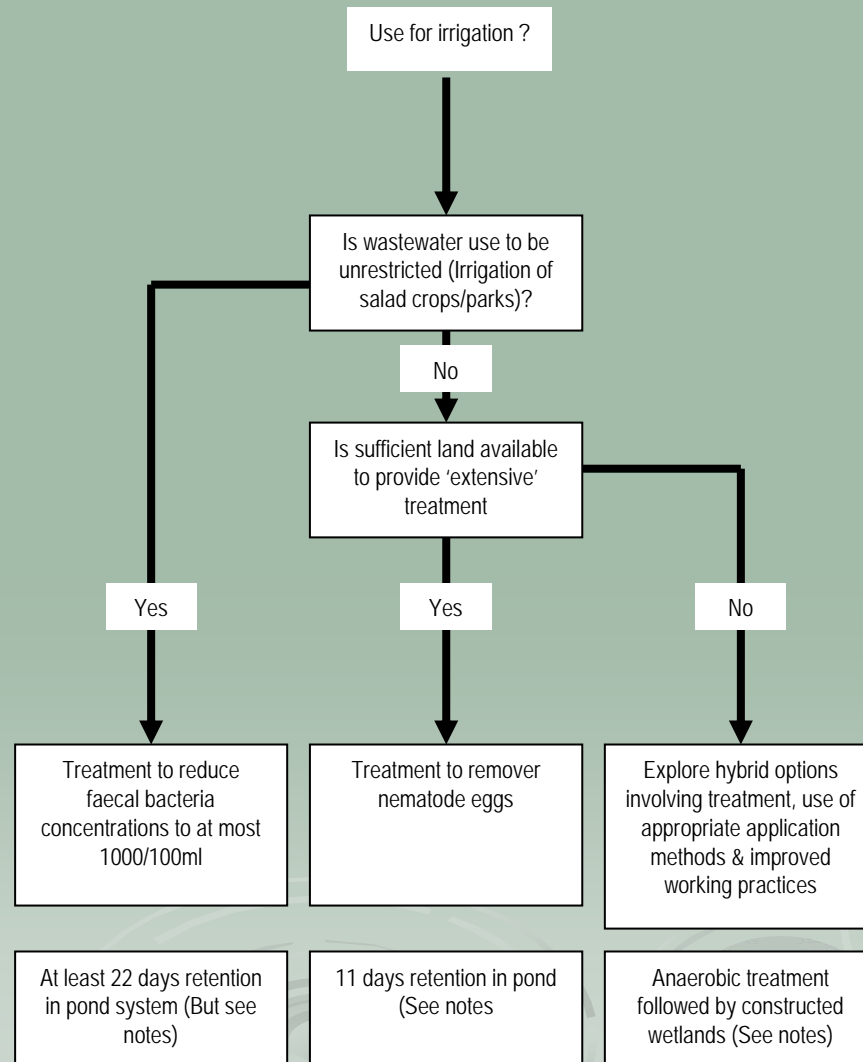 Use for irrigation ?
Is wastewater use to be
unrestricted (Irrigation of
salad crops/parks)?
No
Is sufficient land available
to provide ‘extensive’
treatment
Yes
Yes
No
Treatment to reduce
faecal bacteria
concentrations to at most
1000/100ml
Treatment to remover
nematode eggs
Explore hybrid options
involving treatment, use of
appropriate application
methods & improved
working practices
At least 22 days retention
in pond system (But see
notes)
11 days retention in pond
(See notes
Anaerobic treatment
followed by constructed
wetlands (See notes)